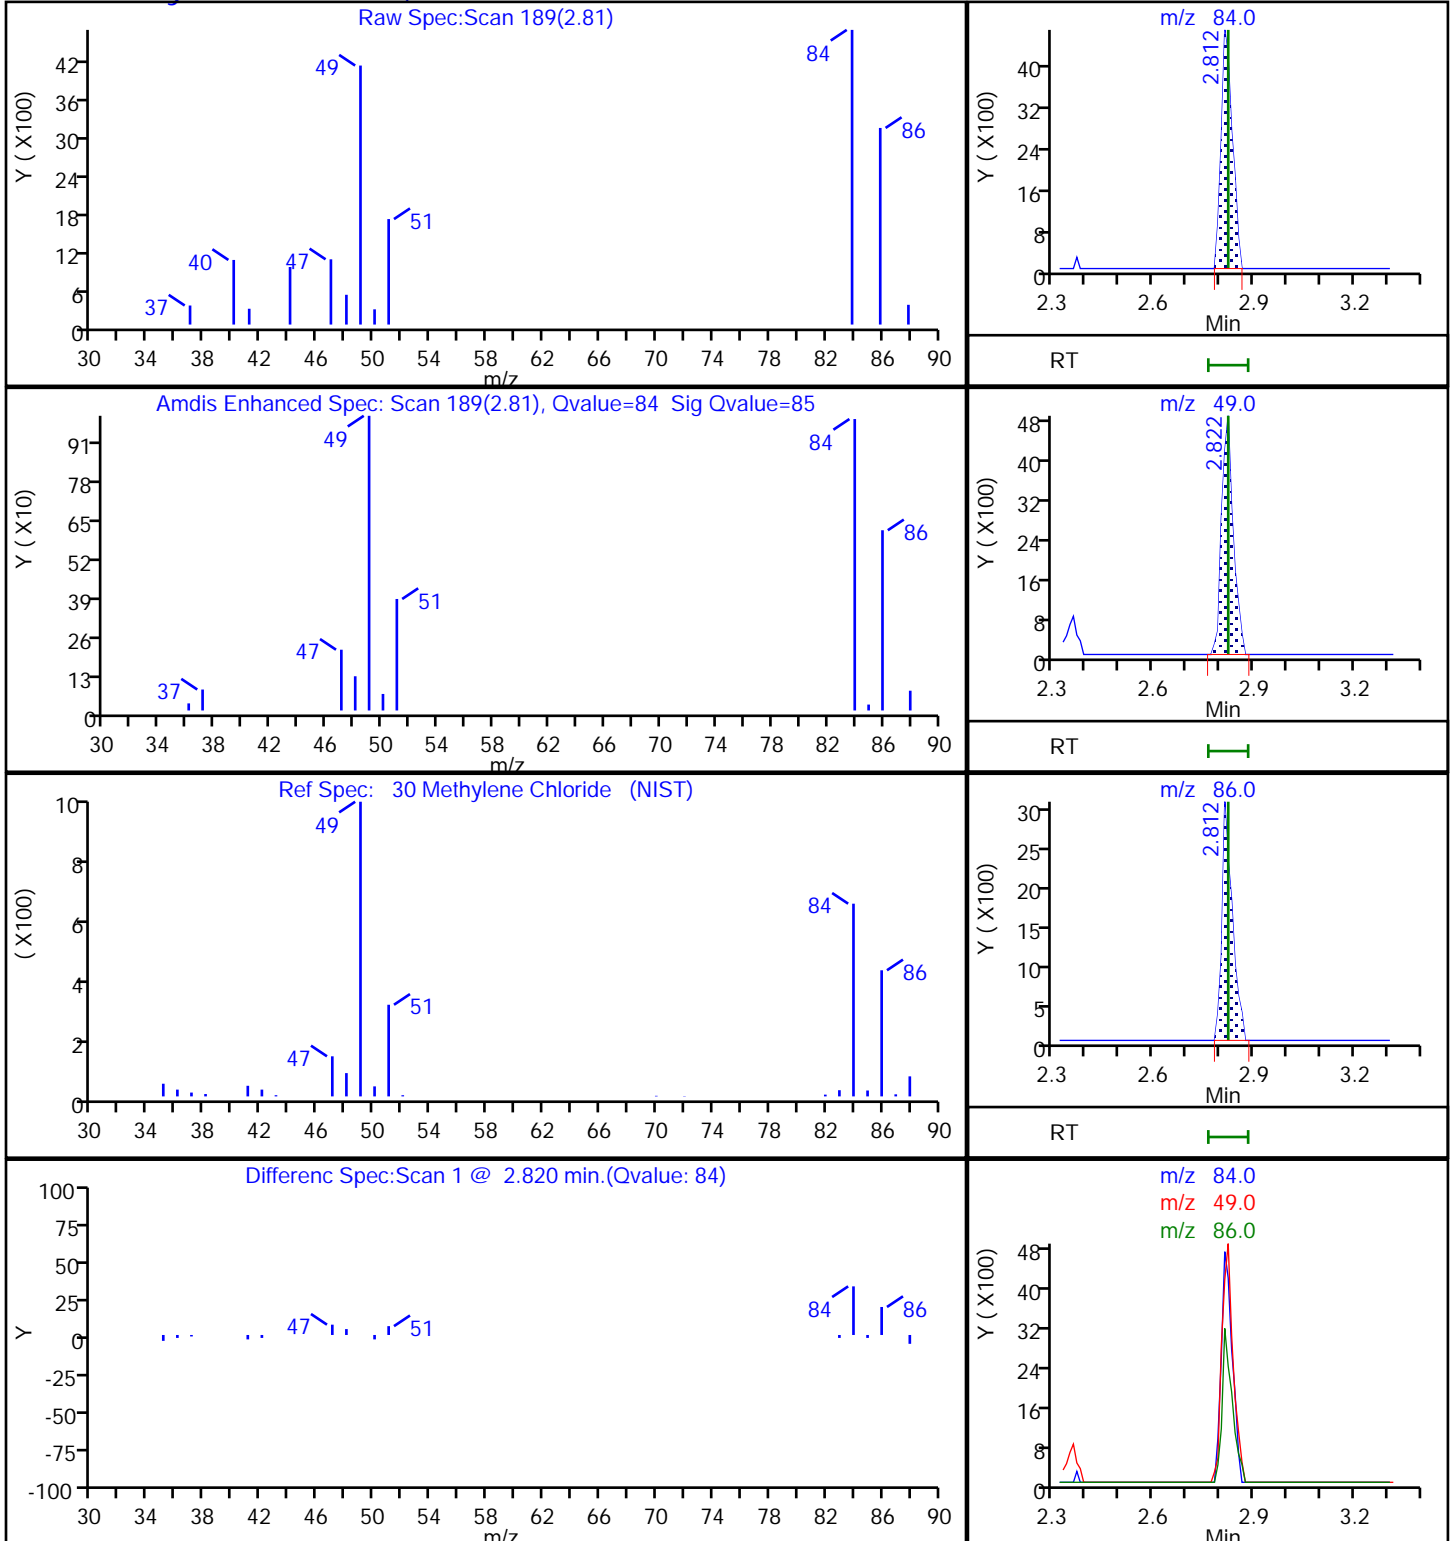 Raw Spec:Scan 189(2.81)
Y ( X100)
42
36
30
24
18
12
6
0
37
40
47
49
51
84
86
30 34 38 42 46 50 54 58 62 66 70 74 78 82 86 90
m/z
m/z 84.0
Y ( X100)
40
32
24
16
8
0
2.812
2.3 2.6 2.9 3.2
Min
RT
Amdis Enhanced Spec: Scan 189(2.81), Qvalue=84 Sig Qvalue=85
Y ( X10)
91
78
65
52
39
26
13
0
37
47
49
51
84
86
30 34 38 42 46 50 54 58 62 66 70 74 78 82 86 90
m/z
m/z 49.0
Y ( X100)
48
40
32
24
16
8
0
2.822
2.3 2.6 2.9 3.2
Min
RT
Ref Spec: 30 Methylene Chloride (NIST)
( X100)
10
8
6
4
2
0
47
49
51
84
86
30 34 38 42 46 50 54 58 62 66 70 74 78 82 86 90
m/z 86.0
Y ( X100)
30
25
20
15
10
5
0
2.812
2.3 2.6 2.9 3.2
Min
RT
Differenc Spec:Scan 1 @ 2.820 min.(Qvalue: 84)
Y
100
75
50
25
0
-25
-50
-75
-100
47
51
84
86
30 34 38 42 46 50 54 58 62 66 70 74 78 82 86 90
m/z
m/z 84.0
m/z 49.0
m/z 86.0
Y ( X100)
48
40
32
24
16
8
0
2.3 2.6 2.9 3.2
Min